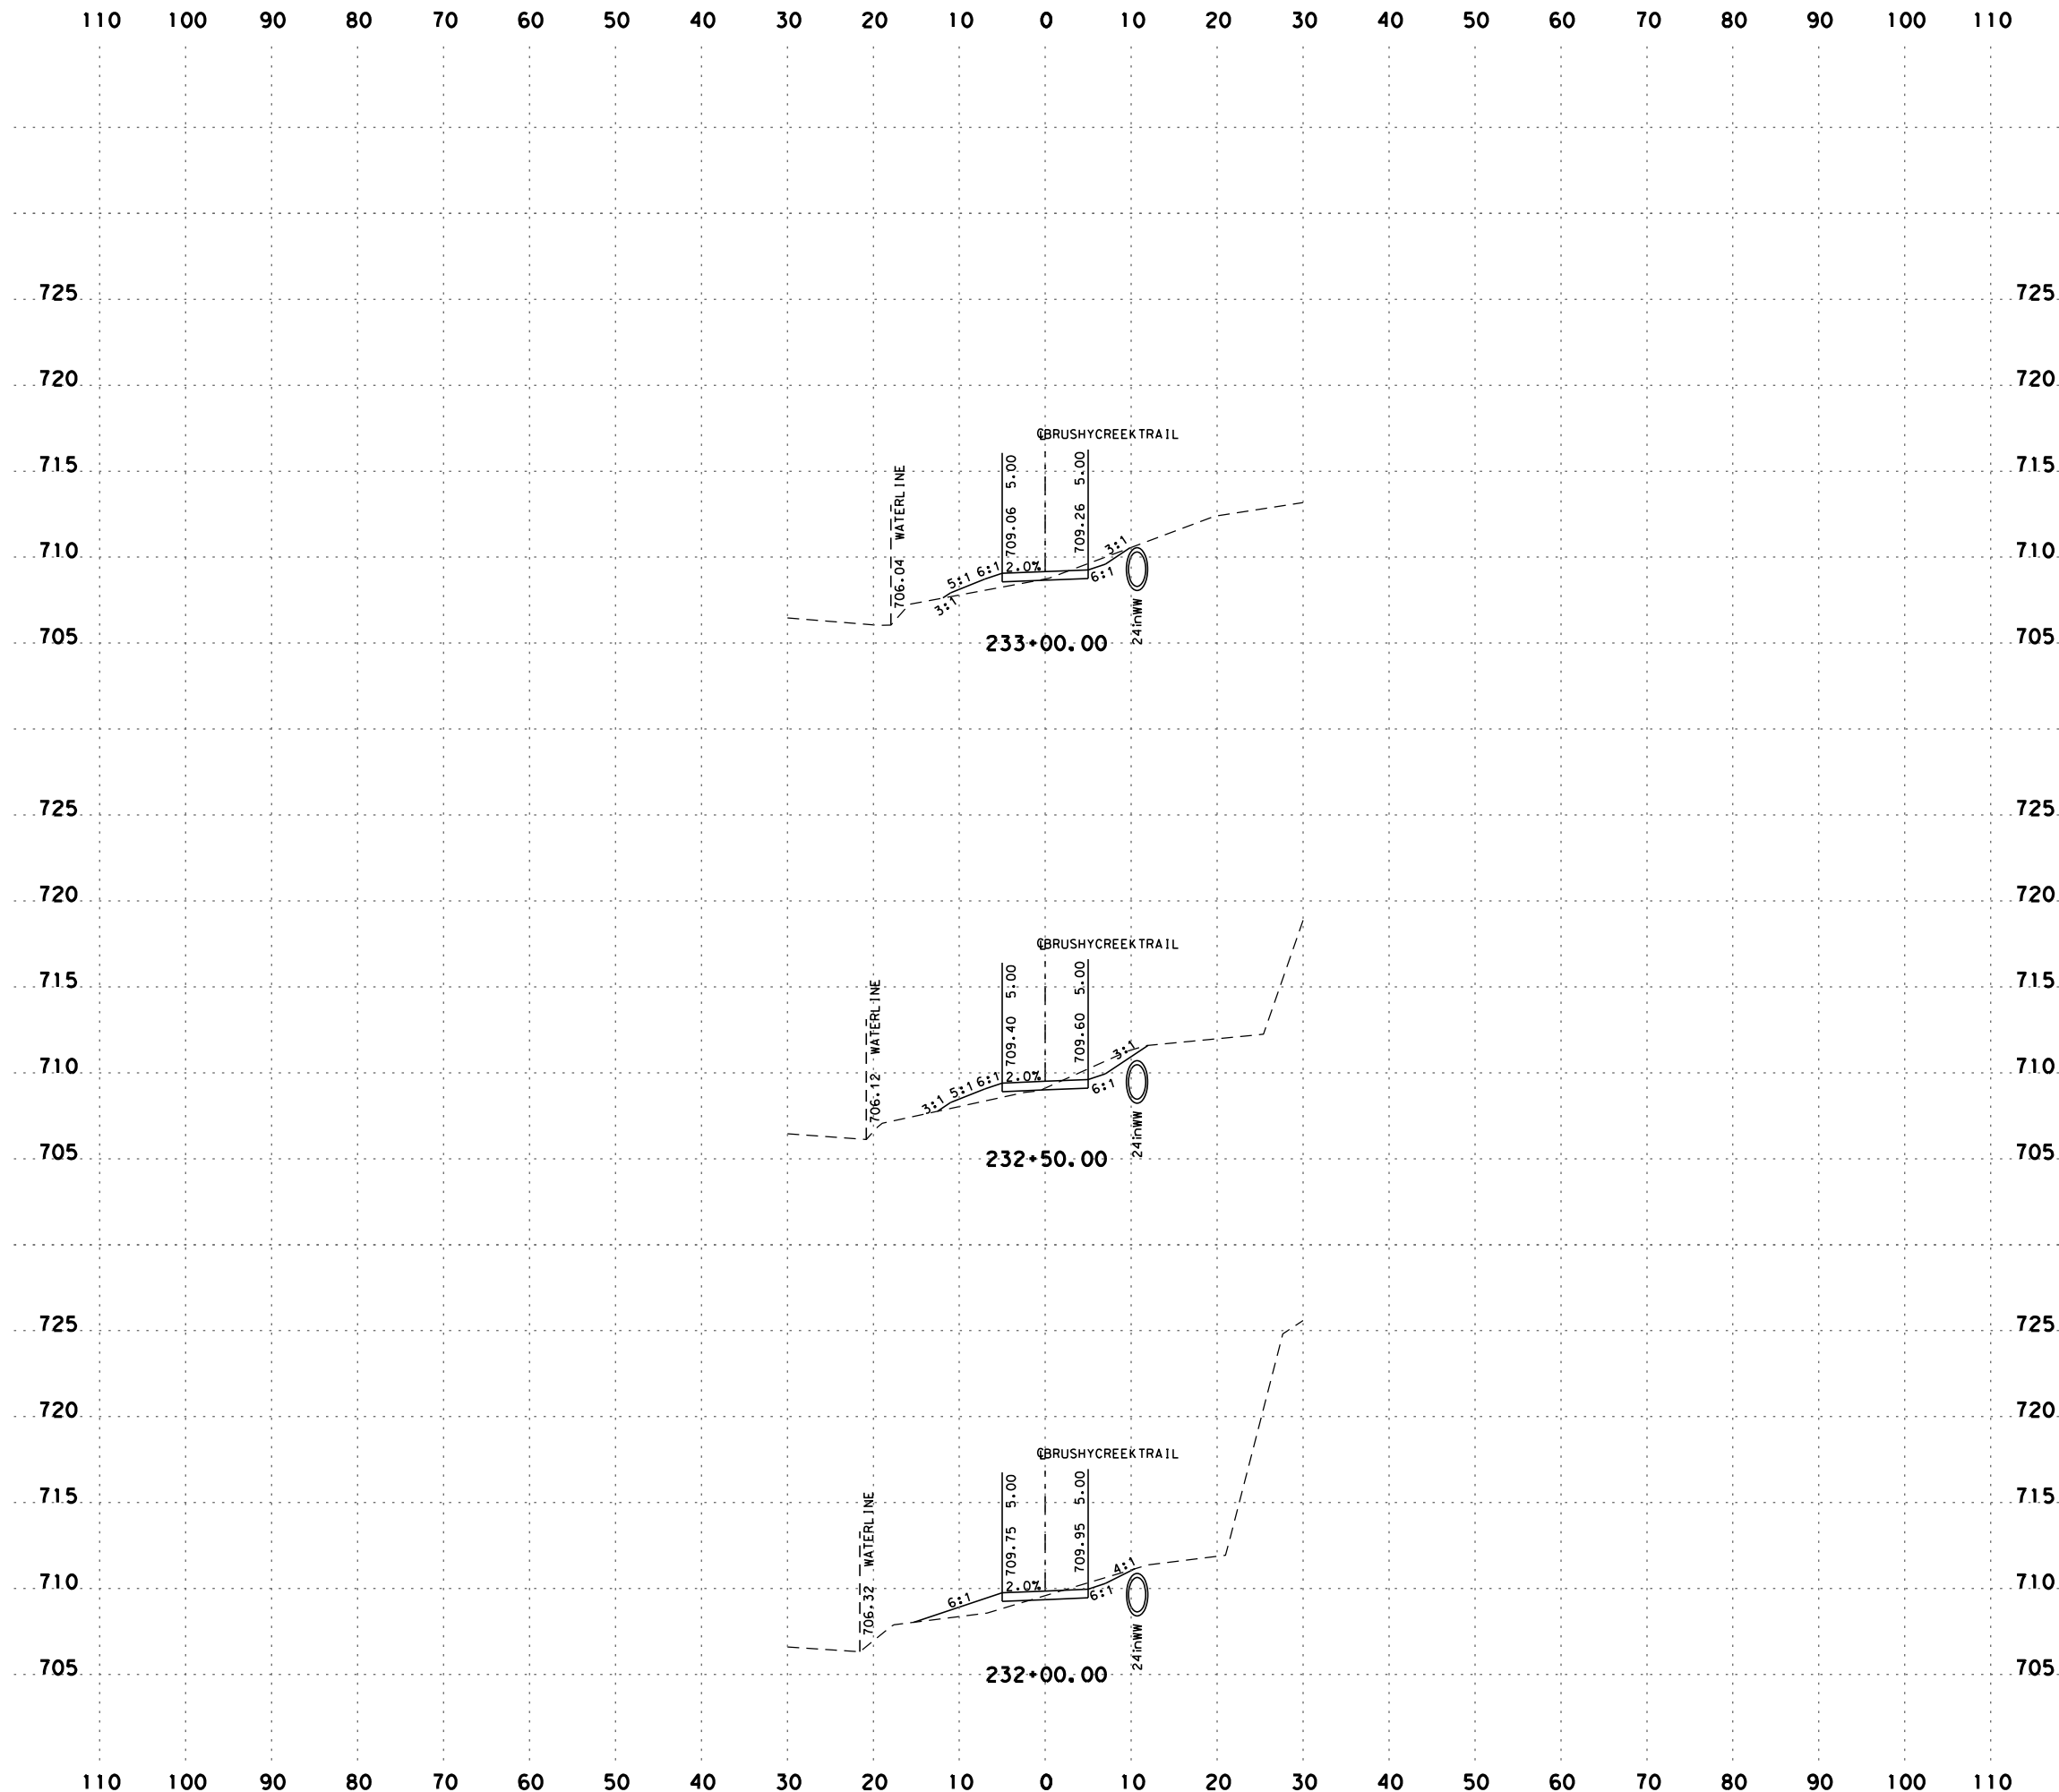 110 100 90 80 70 60 50 40 30 20 10 0 10 20 30 40 50 60 70 80 90 100 110
725 725
720 720
℄BRUSHYCREEKTRAIL
715 715
706.04 WATERLINE
709.06 5.00
709.26 5.00
710 710
3:1 5:1 6:1 2.0% 6:1 3:1
24inWW
705 233+00.00 705
725 725
720 720
℄BRUSHYCREEKTRAIL
715 715
706.12 WATERLINE
709.40 5.00
709.60 5.00
710 710
3:1 5:1 6:1 2.0% 6:1 3:1
24inWW
705 232+50.00 705
725 725
720 720
℄BRUSHYCREEKTRAIL
715 715
706.32 WATERLINE
709.75 5.00
709.95 5.00
710 710
6:1 2.0% 6:1 4:1
24inWW
705 232+00.00 705
110 100 90 80 70 60 50 40 30 20 10 0 10 20 30 40 50 60 70 80 90 100 110